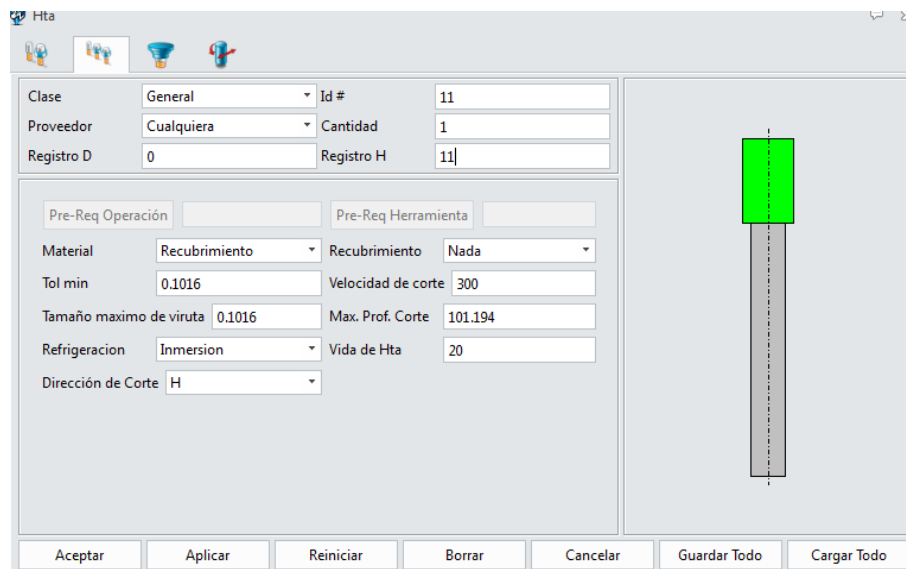 Hta
Clase General Id # 11
Proveedor Cualquiera Cantidad 1
Registro D 0 Registro H 11
Pre-Req Operación Pre-Req Herramienta
Material Recubrimiento Recubrimiento Nada
Tol min 0.1016 Velocidad de corte 300
Tamaño maximo de viruta 0.1016 Max. Prof. Corte 101.194
Refrigeracion Inmersion Vida de Hta 20
Dirección de Corte H
Aceptar Aplicar Reiniciar Borrar Cancelar Guardar Todo Cargar Todo